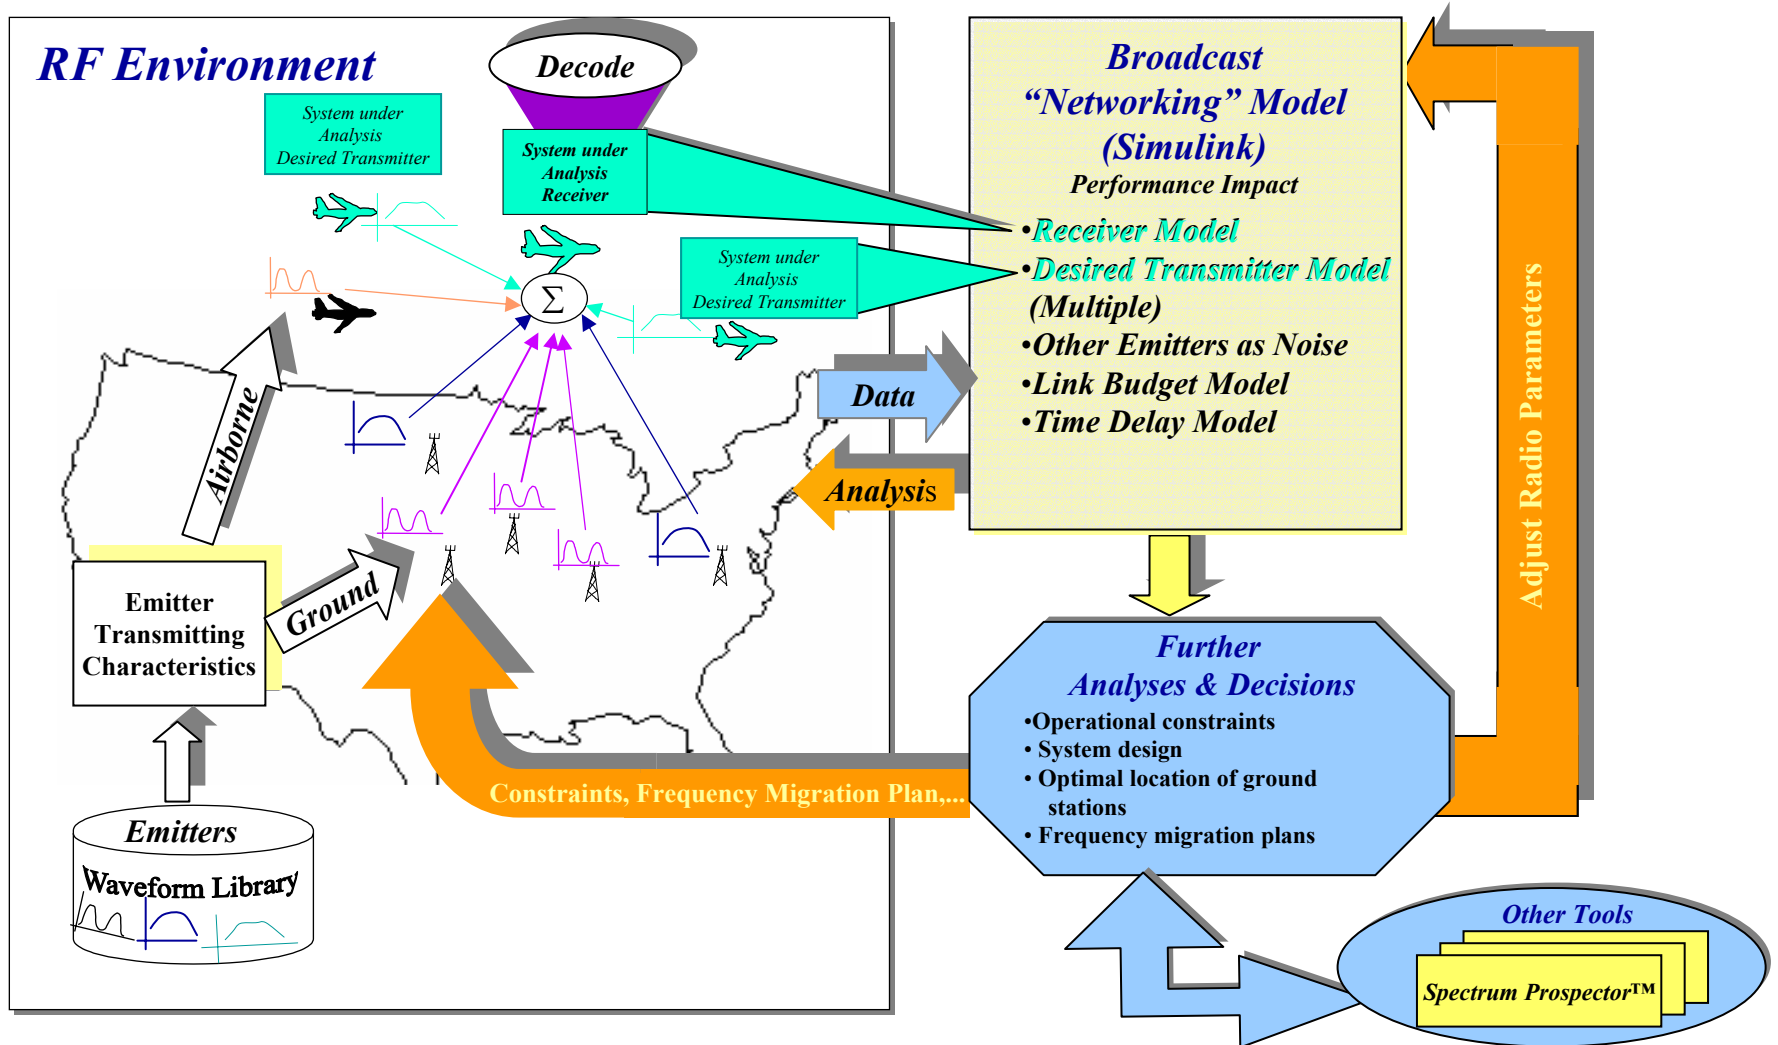 RF Environment
Decode
System under
Analysis
Desired Transmitter
System under
Analysis
Receiver
System under
Analysis
Desired Transmitter
Σ
Airborne
Ground
Emitter
Transmitting
Characteristics
Emitters
Waveform Library
Data
Analysis
Broadcast
“Networking” Model
(Simulink)
Performance Impact
•Receiver Model
•Desired Transmitter Model
(Multiple)
•Other Emitters as Noise
•Link Budget Model
•Time Delay Model
Adjust Radio Parameters
Further
Analyses & Decisions
•Operational constraints
• System design
• Optimal location of ground
stations
• Frequency migration plans
Constraints, Frequency Migration Plan,...
Other Tools
Spectrum Prospector™